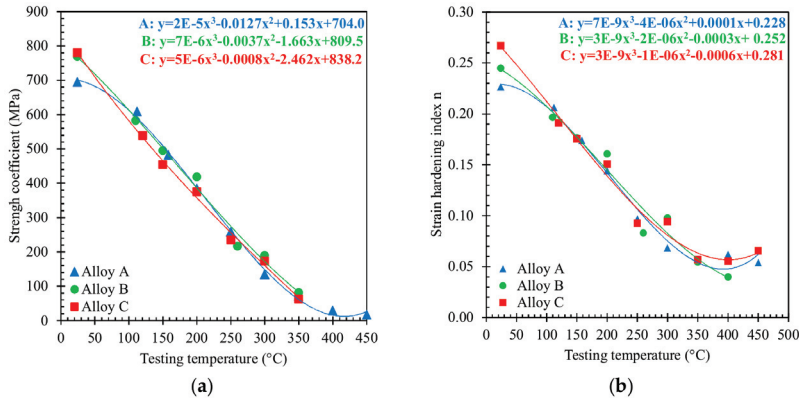 A: y=2E-5x³-0.0127x²+0.153x+704.0
B: y=7E-6x³-0.0037x²-1.663x+809.5
C: y=5E-6x³-0.0008x²-2.462x+838.2
900
800
700
600
500
400
300
200
100
0
Strengh coefficient (MPa)
Alloy A
Alloy B
Alloy C
0 50 100 150 200 250 300 350 400 450
Testing temperature (°C)
(a)
A: y=7E-9x³-4E-06x²+0.0001x+0.228
B: y=3E-9x³-2E-06x²-0.0003x+ 0.252
C: y=3E-9x³-1E-06x²-0.0006x+0.281
0.30
0.25
0.20
0.15
0.10
0.05
0.00
Strain hardening index n
Alloy A
Alloy B
Alloy C
0 50 100 150 200 250 300 350 400 450 500
Testing temperature (°C)
(b)